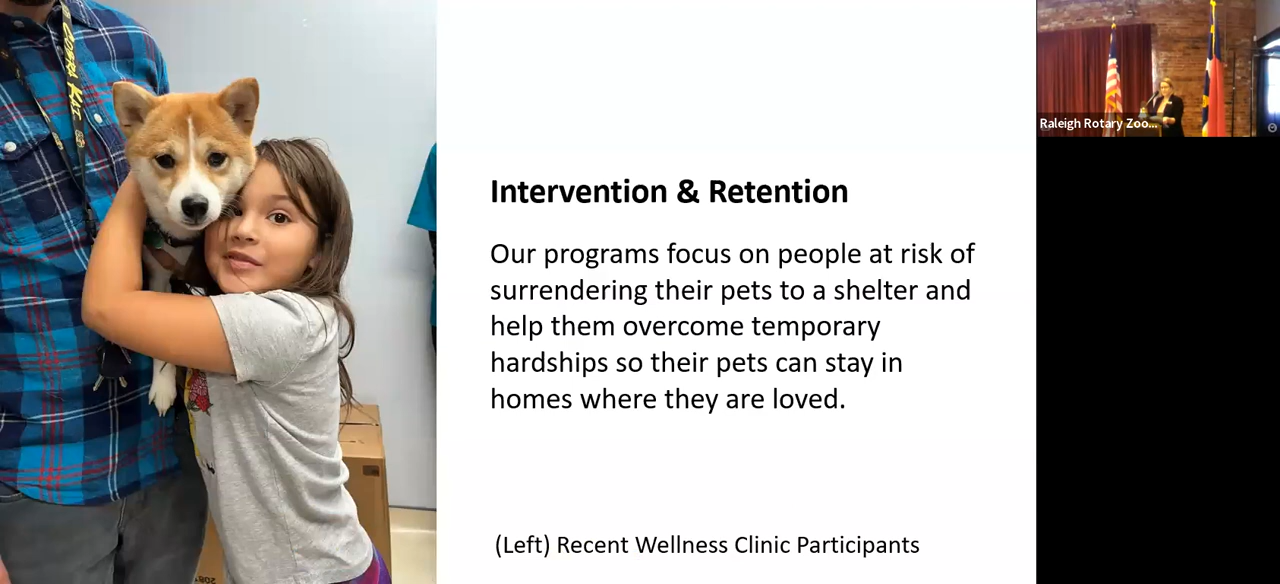 COBRA KAI
Intervention & Retention
Our programs focus on people at risk of
surrendering their pets to a shelter and
help them overcome temporary
hardships so their pets can stay in
homes where they are loved.
(Left) Recent Wellness Clinic Participants
Raleigh Rotary Zoo...